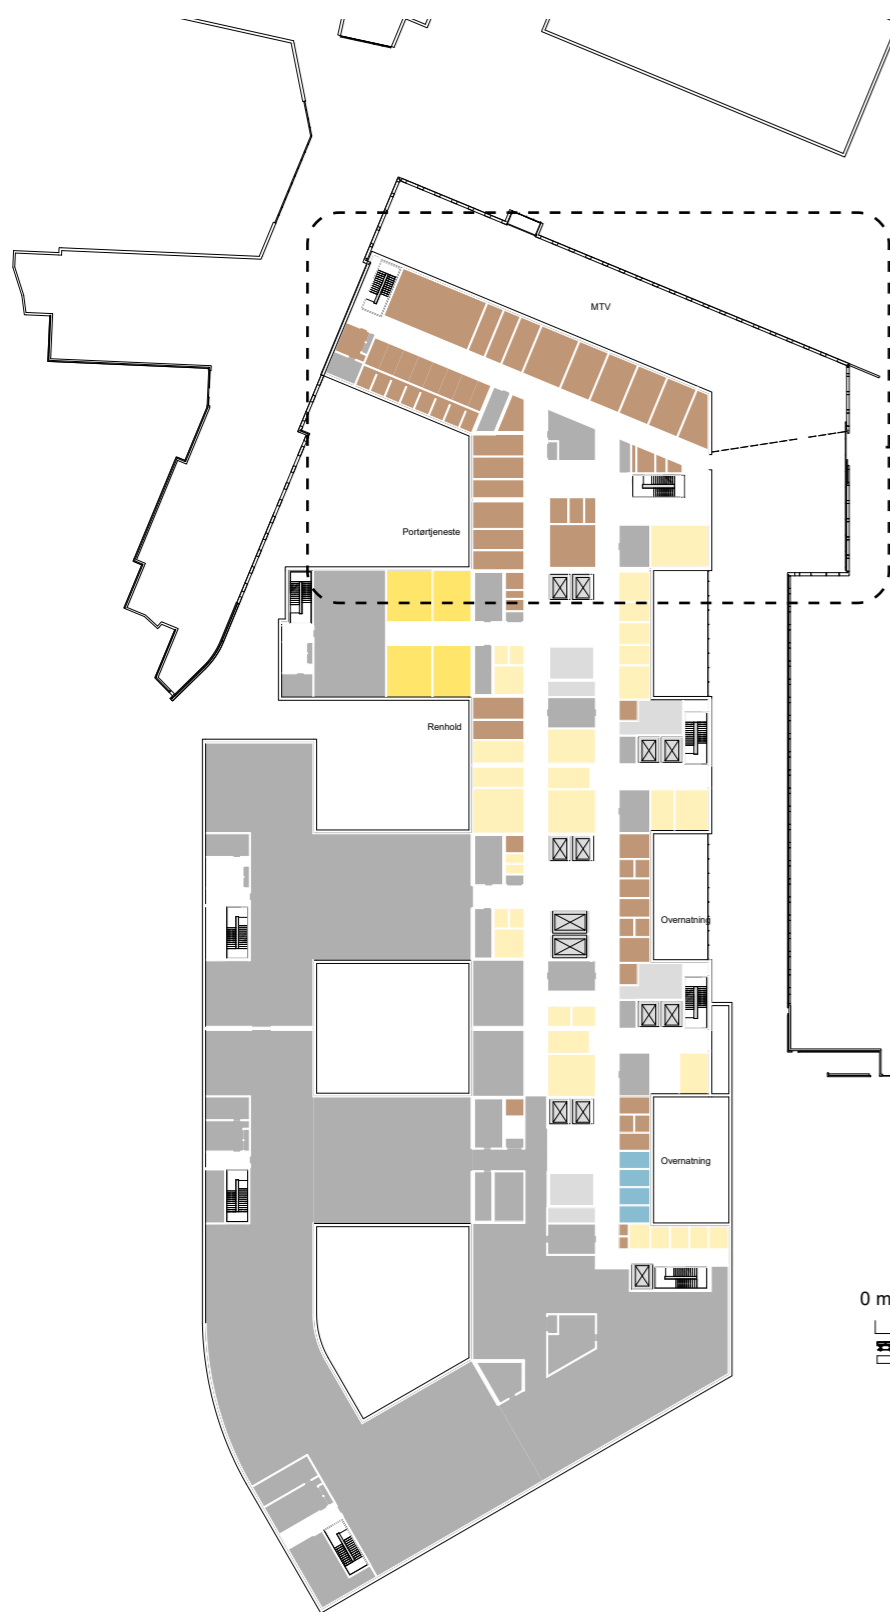 MTV
Portørtjeneste
Renhold
Overnatning
Overnatning
0 m